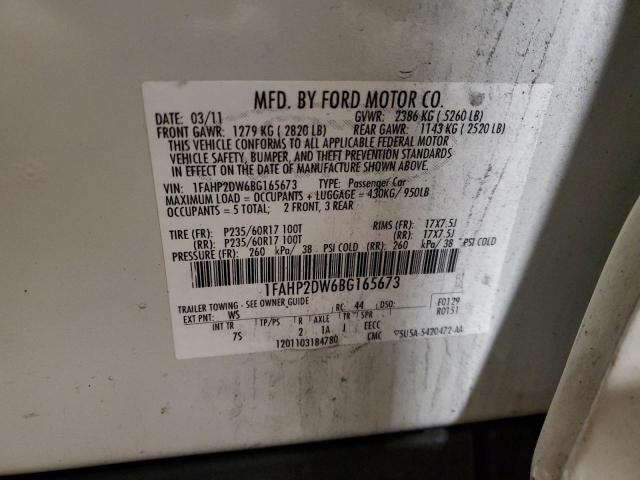 MFD. BY FORD MOTOR CO.
DATE: 03/11 GVWR: 2386 KG ( 5260 LB)
FRONT GAWR: 1279 KG ( 2820 LB) REAR GAWR: 1143 KG ( 2520 LB)
THIS VEHICLE CONFORMS TO ALL APPLICABLE FEDERAL MOTOR
VEHICLE SAFETY, BUMPER, AND THEFT PREVENTION STANDARDS
IN EFFECT ON THE DATE OF MANUFACTURE SHOWN ABOVE.
VIN: 1FAHP2DW6BG165673 TYPE: Passenger Car
MAXIMUM LOAD = OCCUPANTS + LUGGAGE = 430KG/ 950LB
OCCUPANTS = 5 TOTAL; 2 FRONT, 3 REAR
TIRE (FR): P235/60R17 100T RIMS (FR): 17X7.5J
(RR): P235/60R17 100T (RR): 17X7.5J
PRESSURE (FR): 260 kPa/ 38 PSI COLD (RR): 260 kPa/ 38 PSI COLD
1FAHP2DW6BG165673
TRAILER TOWING - SEE OWNER GUIDE
EXT PNT: WS RC: 44 DSO: F0129
R0151
INT TR TP/PS R AXLE TR SPR EECC
7S 2 1A J CMC
1201103184780 5U5A-5420472-AA